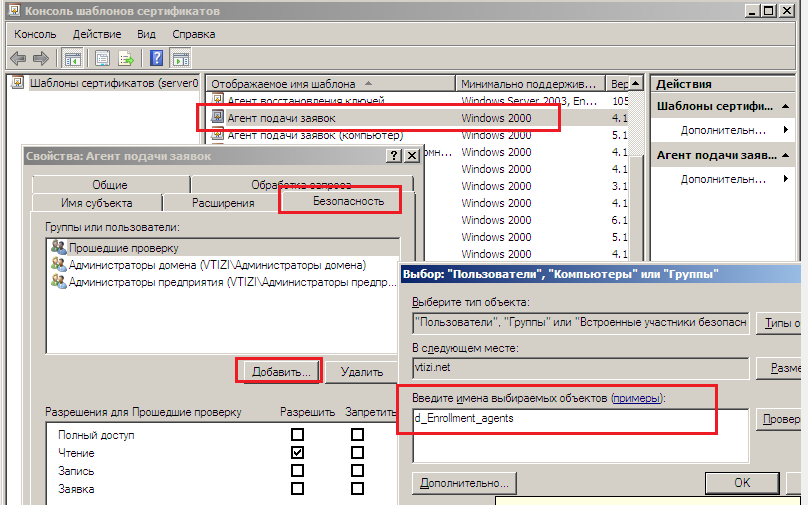 Консоль шаблонов сертификатов
Консоль Действие Вид Справка
Шаблоны сертификатов (server0
Отображаемое имя шаблона Минимально поддержив... Вер
Агент восстановления ключей Windows Server 2003, En... 105
Агент подачи заявок Windows 2000 4.1
Агент подачи заявок (компьютер) Windows 2000 5.1
Windows 2000 4.1
Windows 2000 4.1
Windows 2000 3.1
Windows 2000 4.1
Windows 2000 6.1
Windows 2000 5.1
Windows 2000 4.1
Действия
Шаблоны сертифи...
Дополнительн...
Агент подачи заяв...
Дополнительн...
Свойства: Агент подачи заявок
Общие Обработка запроса
Имя субъекта Расширения Безопасность
Группы или пользователи:
Прошедшие проверку
Администраторы домена (VTIZI\Администраторы домена)
Администраторы предприятия (VTIZI\Администраторы предпр...
Добавить... Удалить
Разрешения для Прошедшие проверку Разрешить Запретить
Полный доступ
Чтение
Запись
Заявка
Выбор: "Пользователи", "Компьютеры" или "Группы"
Выберите тип объекта:
"Пользователи", "Группы" или "Встроенные участники безопасн
Типы о
В следующем месте:
vtizi.net
Разме
Введите имена выбираемых объектов (примеры):
d_Enrollment_agents
Провер
Дополнительно... OK